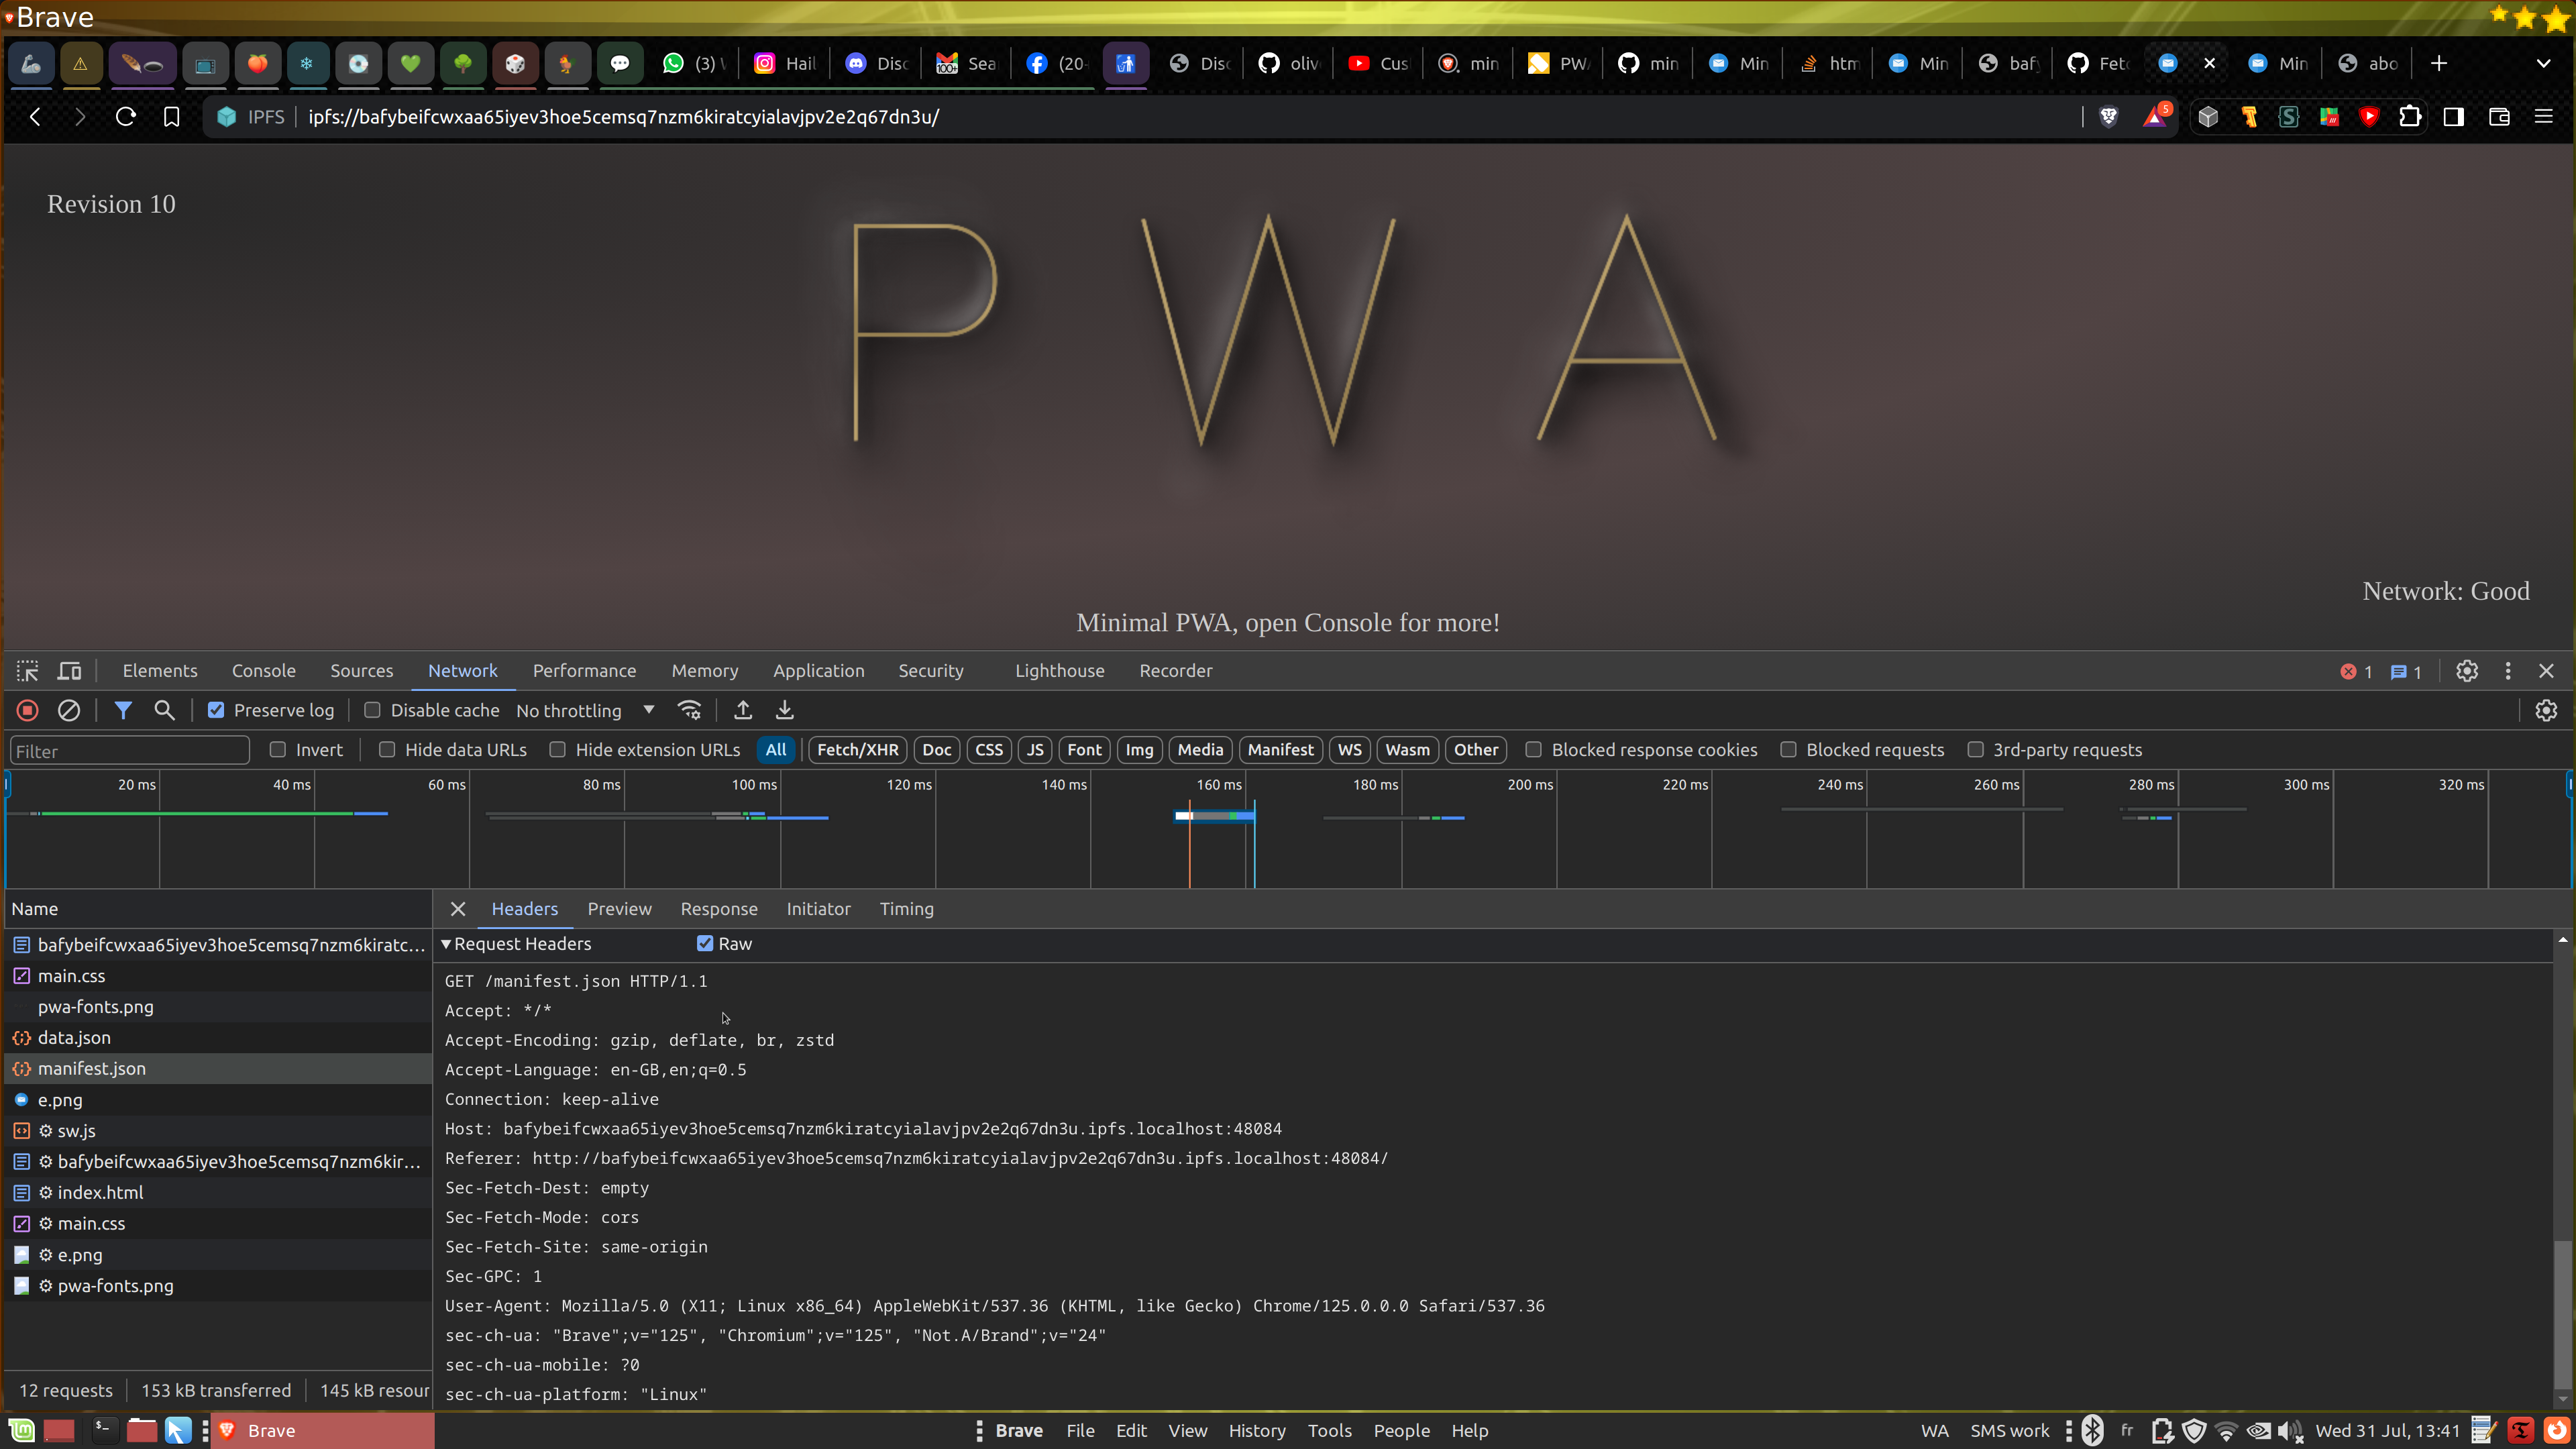 Brave
(3) W
Hail
Disc
Sea
(20
Disc
oliv
Cus
min
PWA
min
Min
htm
Min
baf
Fetc
Min
abo
IPFS
ipfs://bafybeifcwxaa65iyev3hoe5cemsq7nzm6kiratcyialavjpv2e2q67dn3u/
5
Revision 10
PWA
Network: Good
Minimal PWA, open Console for more!
Elements Console Sources Network Performance Memory Application Security Lighthouse Recorder 1 1
Preserve log Disable cache No throttling
Filter Invert Hide data URLs Hide extension URLs All Fetch/XHR Doc CSS JS Font Img Media Manifest WS Wasm Other Blocked response cookies Blocked requests 3rd-party requests
20 ms 40 ms 60 ms 80 ms 100 ms 120 ms 140 ms 160 ms 180 ms 200 ms 220 ms 240 ms 260 ms 280 ms 300 ms 320 ms
Name
bafybeifcwxaa65iyev3hoe5cemsq7nzm6kiratc…
main.css
pwa-fonts.png
data.json
manifest.json
e.png
sw.js
bafybeifcwxaa65iyev3hoe5cemsq7nzm6kir…
index.html
main.css
e.png
pwa-fonts.png
12 requests 153 kB transferred 145 kB resour
Headers Preview Response Initiator Timing
Request Headers Raw
GET /manifest.json HTTP/1.1
Accept: */*
Accept-Encoding: gzip, deflate, br, zstd
Accept-Language: en-GB,en;q=0.5
Connection: keep-alive
Host: bafybeifcwxaa65iyev3hoe5cemsq7nzm6kiratcyialavjpv2e2q67dn3u.ipfs.localhost:48084
Referer: http://bafybeifcwxaa65iyev3hoe5cemsq7nzm6kiratcyialavjpv2e2q67dn3u.ipfs.localhost:48084/
Sec-Fetch-Dest: empty
Sec-Fetch-Mode: cors
Sec-Fetch-Site: same-origin
Sec-GPC: 1
User-Agent: Mozilla/5.0 (X11; Linux x86_64) AppleWebKit/537.36 (KHTML, like Gecko) Chrome/125.0.0.0 Safari/537.36
sec-ch-ua: "Brave";v="125", "Chromium";v="125", "Not.A/Brand";v="24"
sec-ch-ua-mobile: ?0
sec-ch-ua-platform: "Linux"
Brave
Brave File Edit View History Tools People Help
WA SMS work fr Wed 31 Jul, 13:41